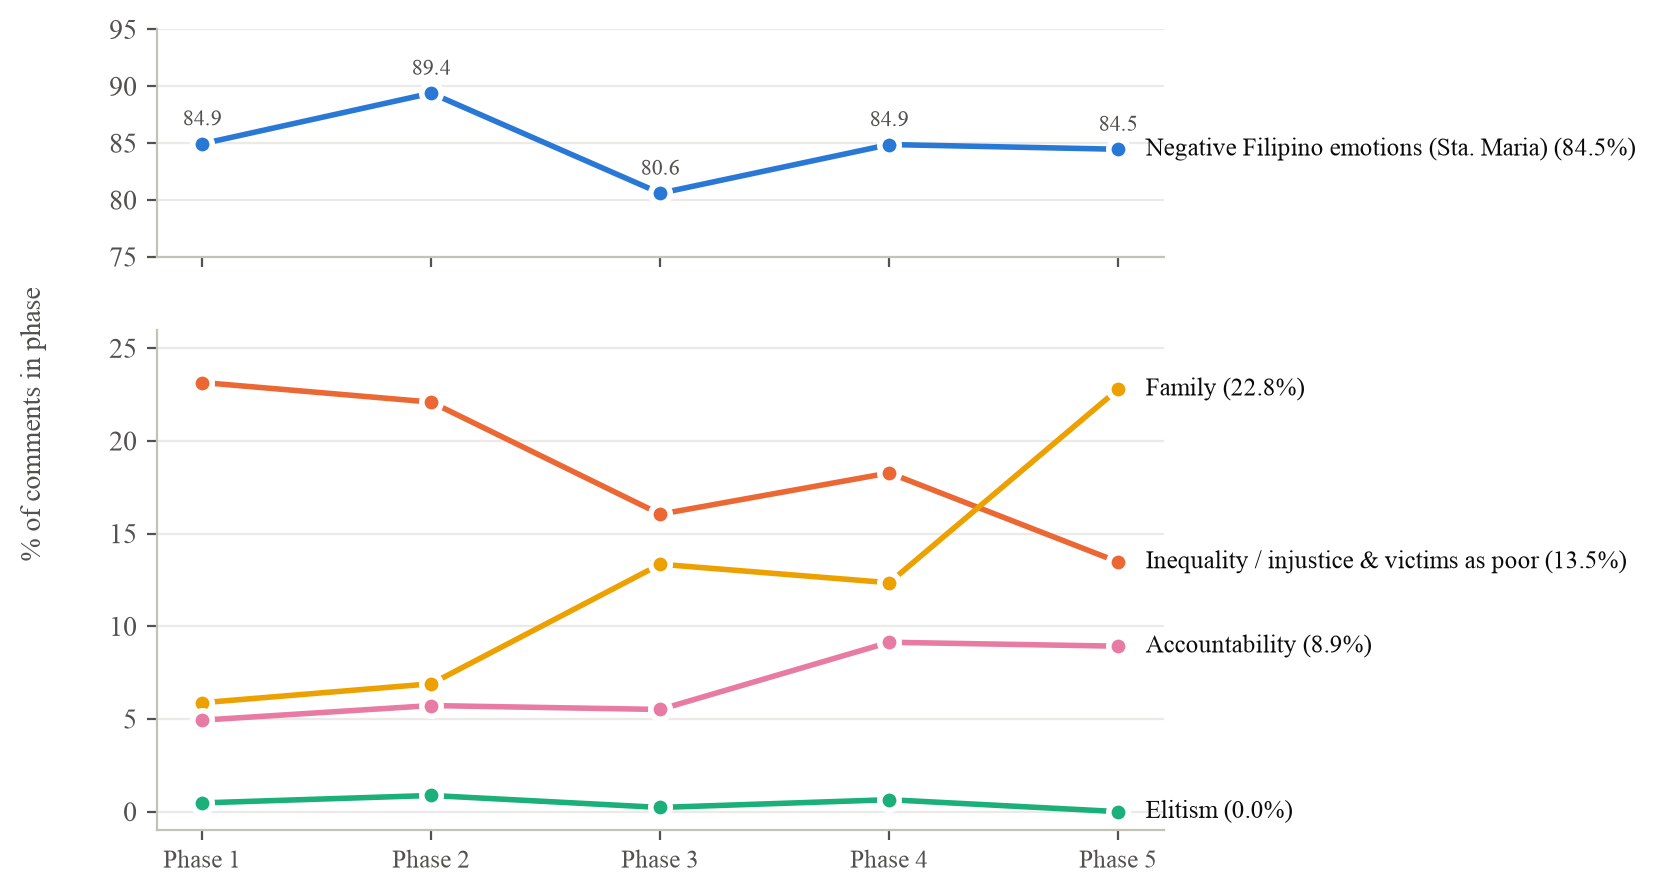 95
90
85
80
75
84.9
89.4
80.6
84.9
84.5
Negative Filipino emotions (Sta. Maria) (84.5%)
% of comments in phase
25
20
15
10
5
0
Family (22.8%)
Inequality / injustice & victims as poor (13.5%)
Accountability (8.9%)
Elitism (0.0%)
Phase 1
Phase 2
Phase 3
Phase 4
Phase 5